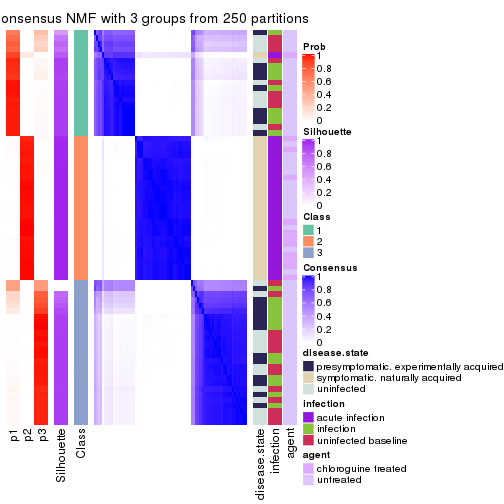 onsensus NMF with 3 groups from 250 partitions
Prob
1
0.8
0.6
0.4
0.2
0
Silhouette
1
0.8
0.6
0.4
0.2
0
Class
1
2
3
Consensus
1
0.8
0.6
0.4
0.2
0
disease.state
presymptomatic, experimentally acquired
symptomatic, naturally acquired
uninfected
infection
acute infection
infection
uninfected baseline
agent
chloroguine treated
untreated
p1
p2
p3
Silhouette
Class
disease.state
infection
agent